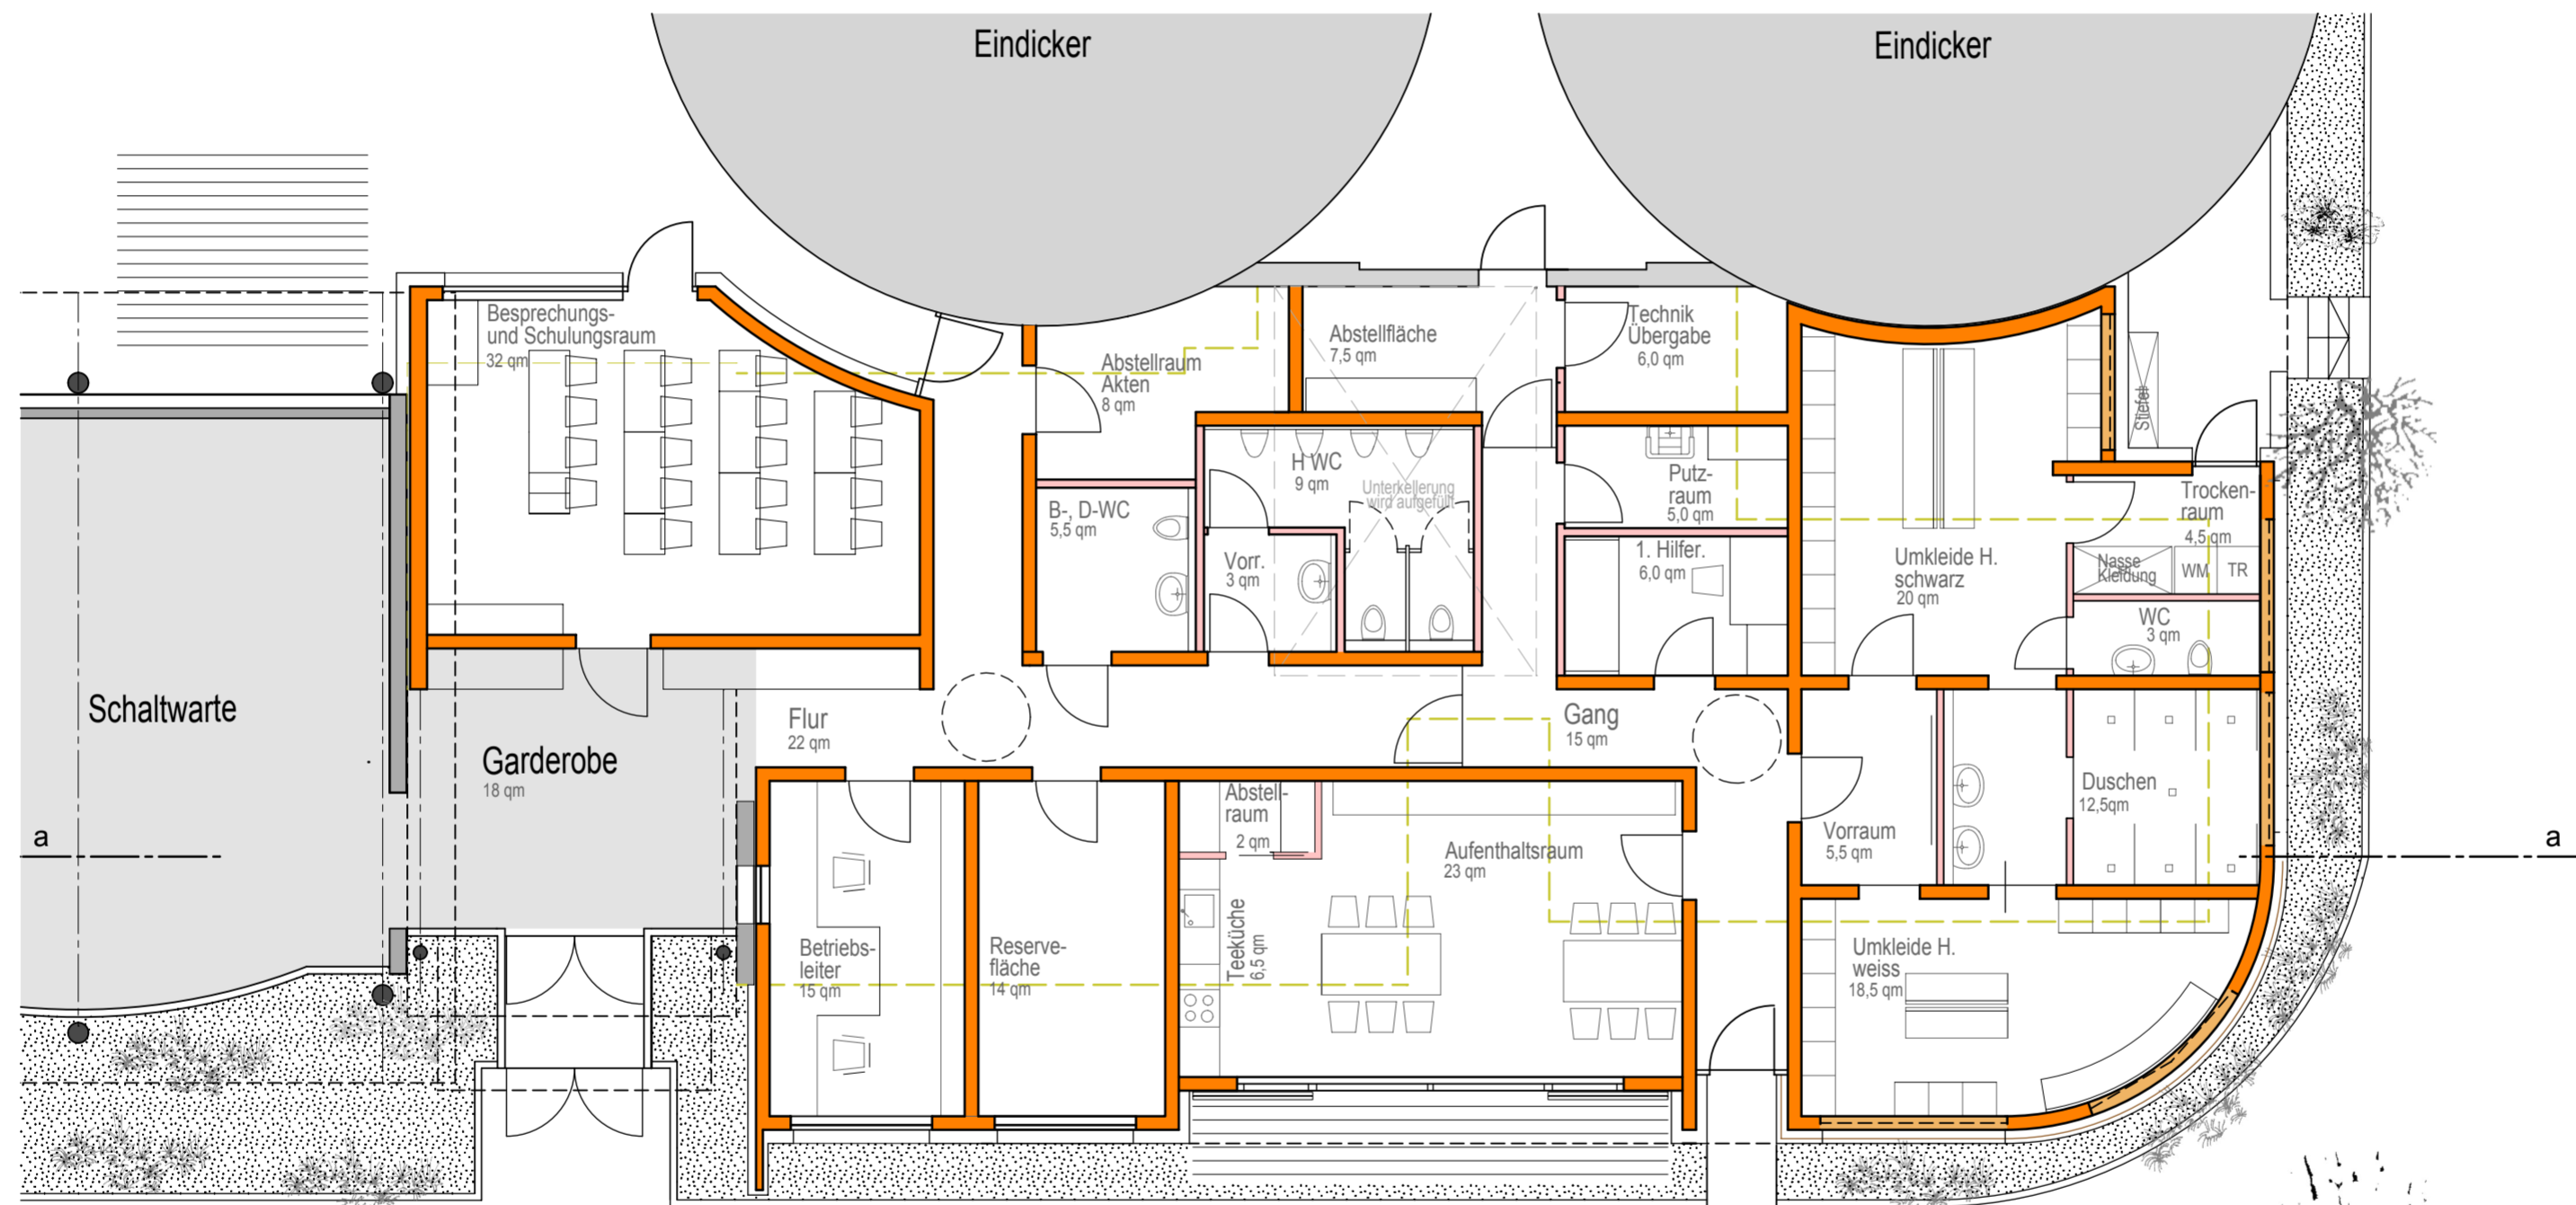 Eindicker
Eindicker
Besprechungs-
und Schulungsraum
32 qm
Abstellraum
Akten
8 qm
Abstellfläche
7,5 qm
Technik
Übergabe
6,0 qm
Stiefel
H WC
9 qm
Unterkellerung
wird aufgefüllt
B-, D-WC
5,5 qm
Vorr.
3 qm
Putz-
raum
5,0 qm
1. Hilfer.
6,0 qm
Umkleide H.
schwarz
20 qm
Trocken-
raum
4,5 qm
Nasse
Kleidung
WM
TR
WC
3 qm
Schaltwarte
Garderobe
18 qm
Flur
22 qm
Gang
15 qm
Abstell-
raum
2 qm
Aufenthaltsraum
23 qm
Vorraum
5,5 qm
Duschen
12,5qm
a
a
Betriebs-
leiter
15 qm
Reserve-
fläche
14 qm
Teeküche
6,5 qm
Umkleide H.
weiss
18,5 qm